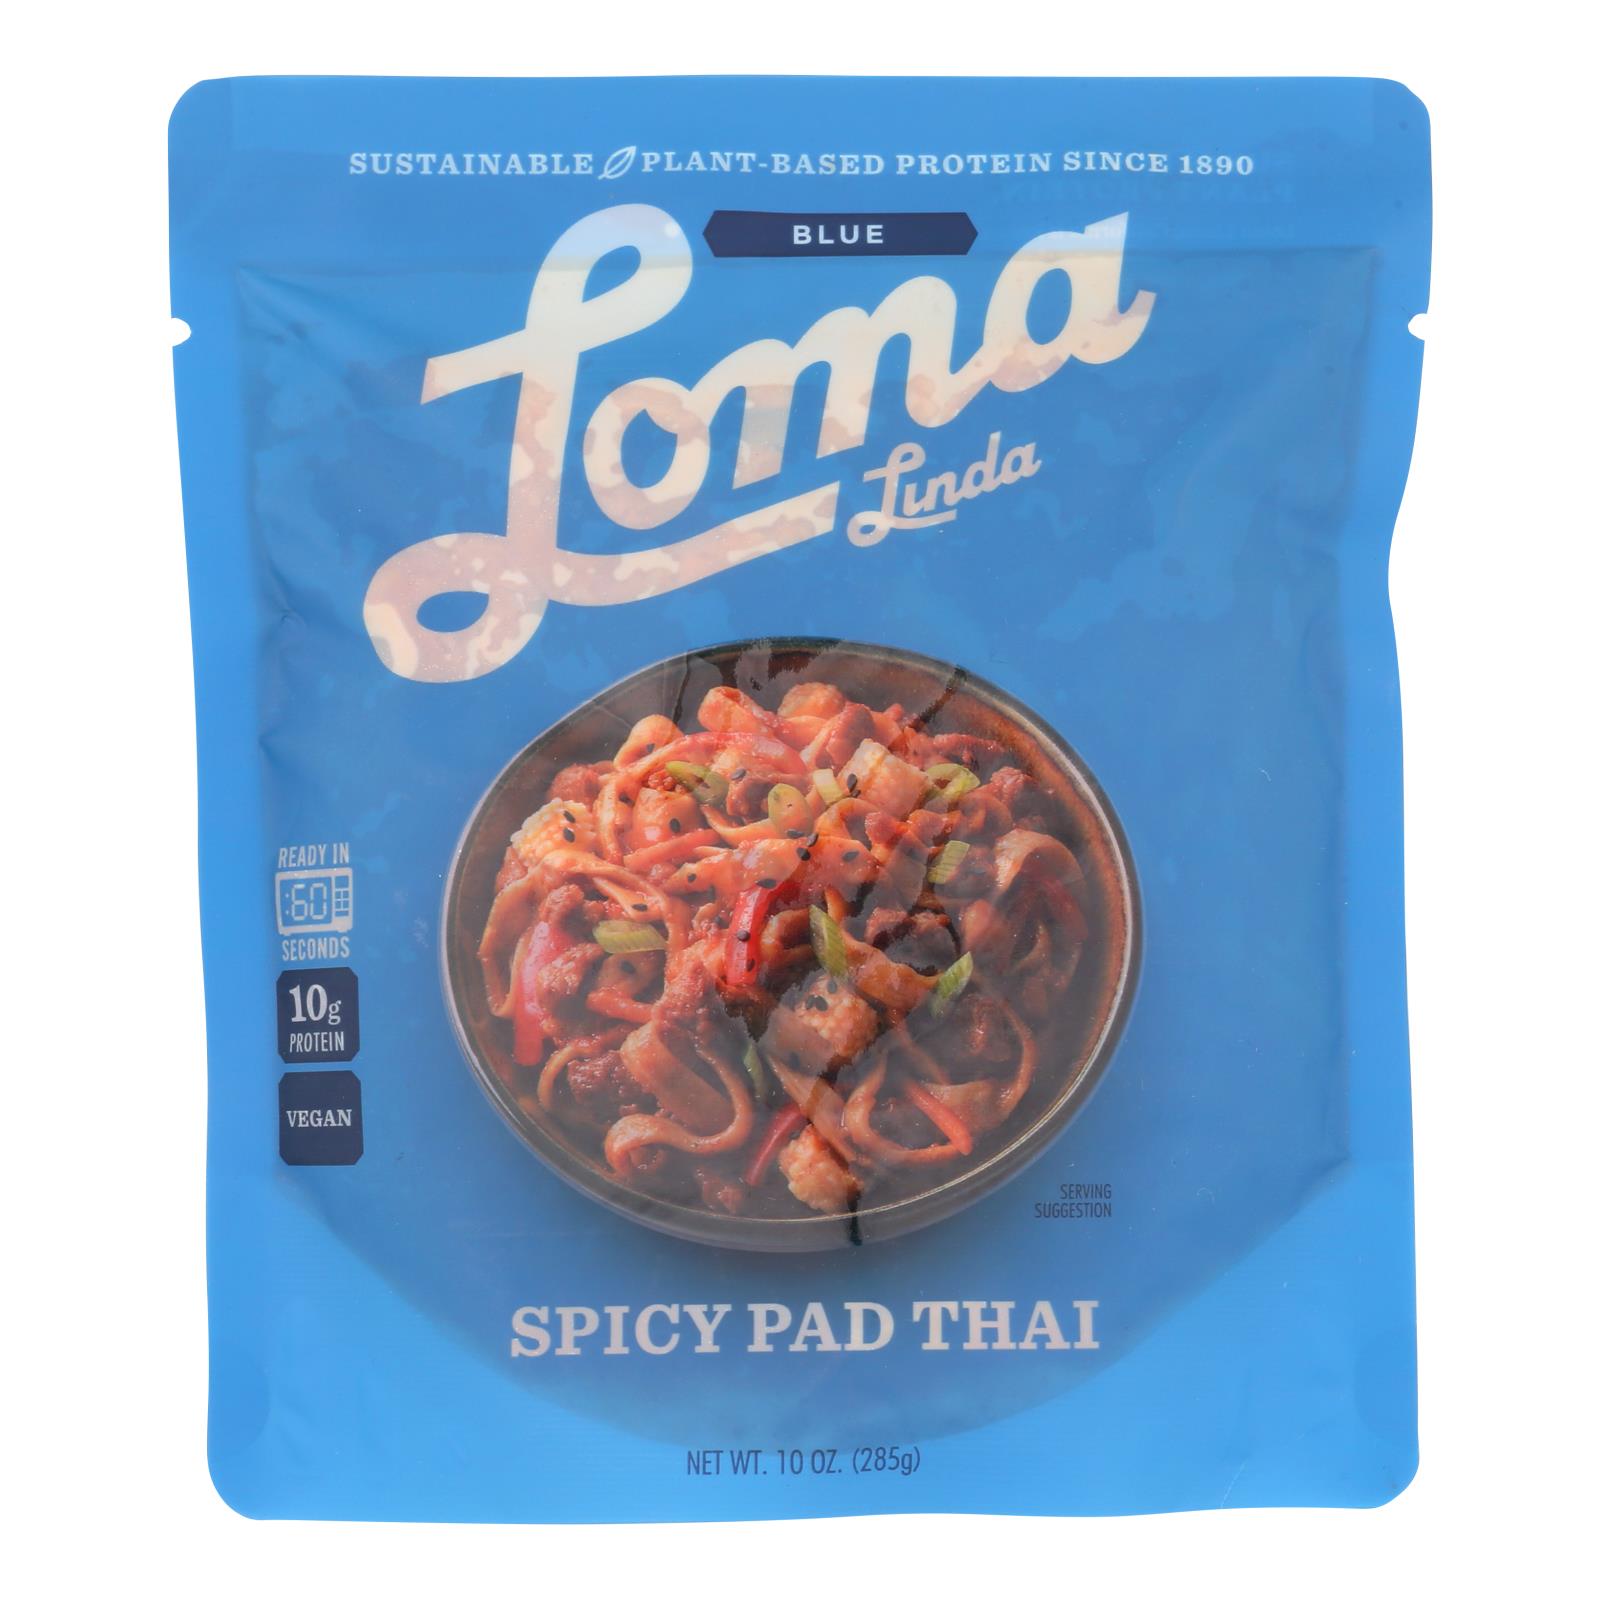 SUSTAINABLE PLANT-BASED PROTEIN SINCE 1890
BLUE
Loma
Linda
READY IN
:60
SECONDS
10g
PROTEIN
VEGAN
SERVING
SUGGESTION
SPICY PAD THAI
NET WT. 10 OZ. (285g)